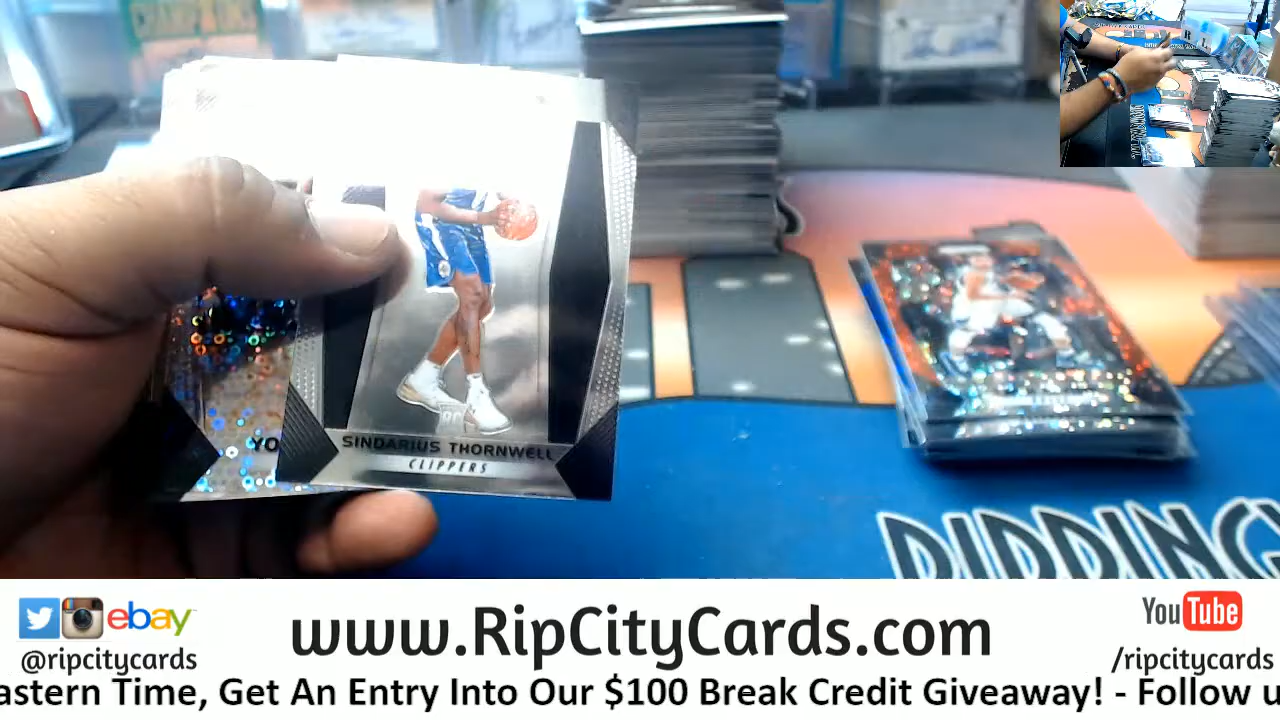 YO
SINDARIUS THORNWELL
CLIPPERS
ebay
@ripcitycards
www.RipCityCards.com
YouTube
/ripcitycards
astern Time, Get An Entry Into Our $100 Break Credit Giveaway! - Follow u